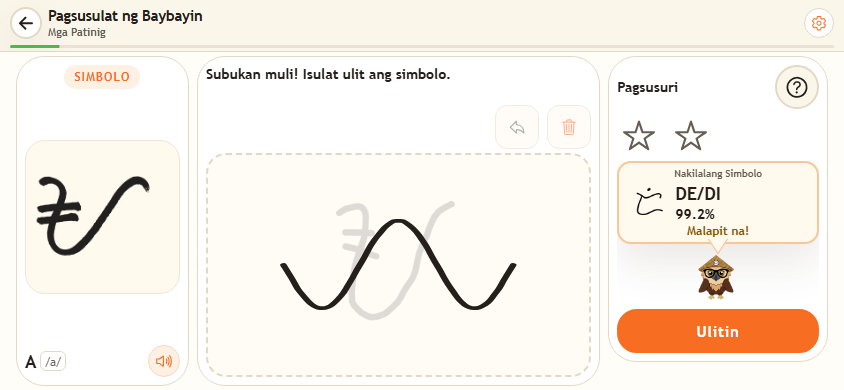 Pagsusulat ng Baybayin
Mga Patinig
SIMBOLO
ᜀ
A /a/
Subukan muli! Isulat ulit ang simbolo.
Pagsusuri
?
Nakilalang Simbolo
DE/DI
99.2%
Malapit na!
Ulitin